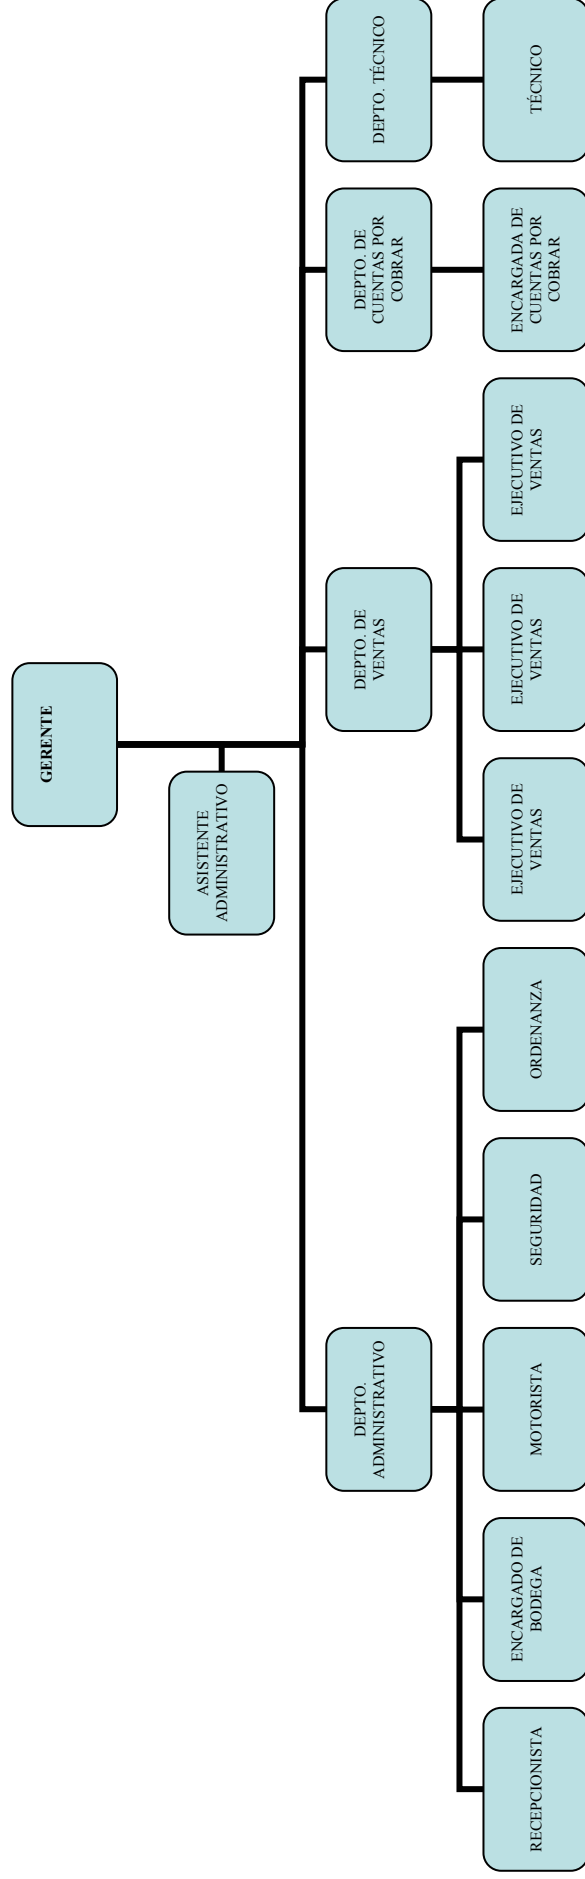 GERENTE
ASISTENTE
ADMINISTRATIVO
DEPTO.
ADMINISTRATIVO
DEPTO. DE
VENTAS
DEPTO. DE
CUENTAS POR
COBRAR
DEPTO. TÉCNICO
RECEPCIONISTA
ENCARGADO DE
BODEGA
MOTORISTA
SEGURIDAD
ORDENANZA
EJECUTIVO DE
VENTAS
EJECUTIVO DE
VENTAS
EJECUTIVO DE
VENTAS
ENCARGADA DE
CUENTAS POR
COBRAR
TÉCNICO